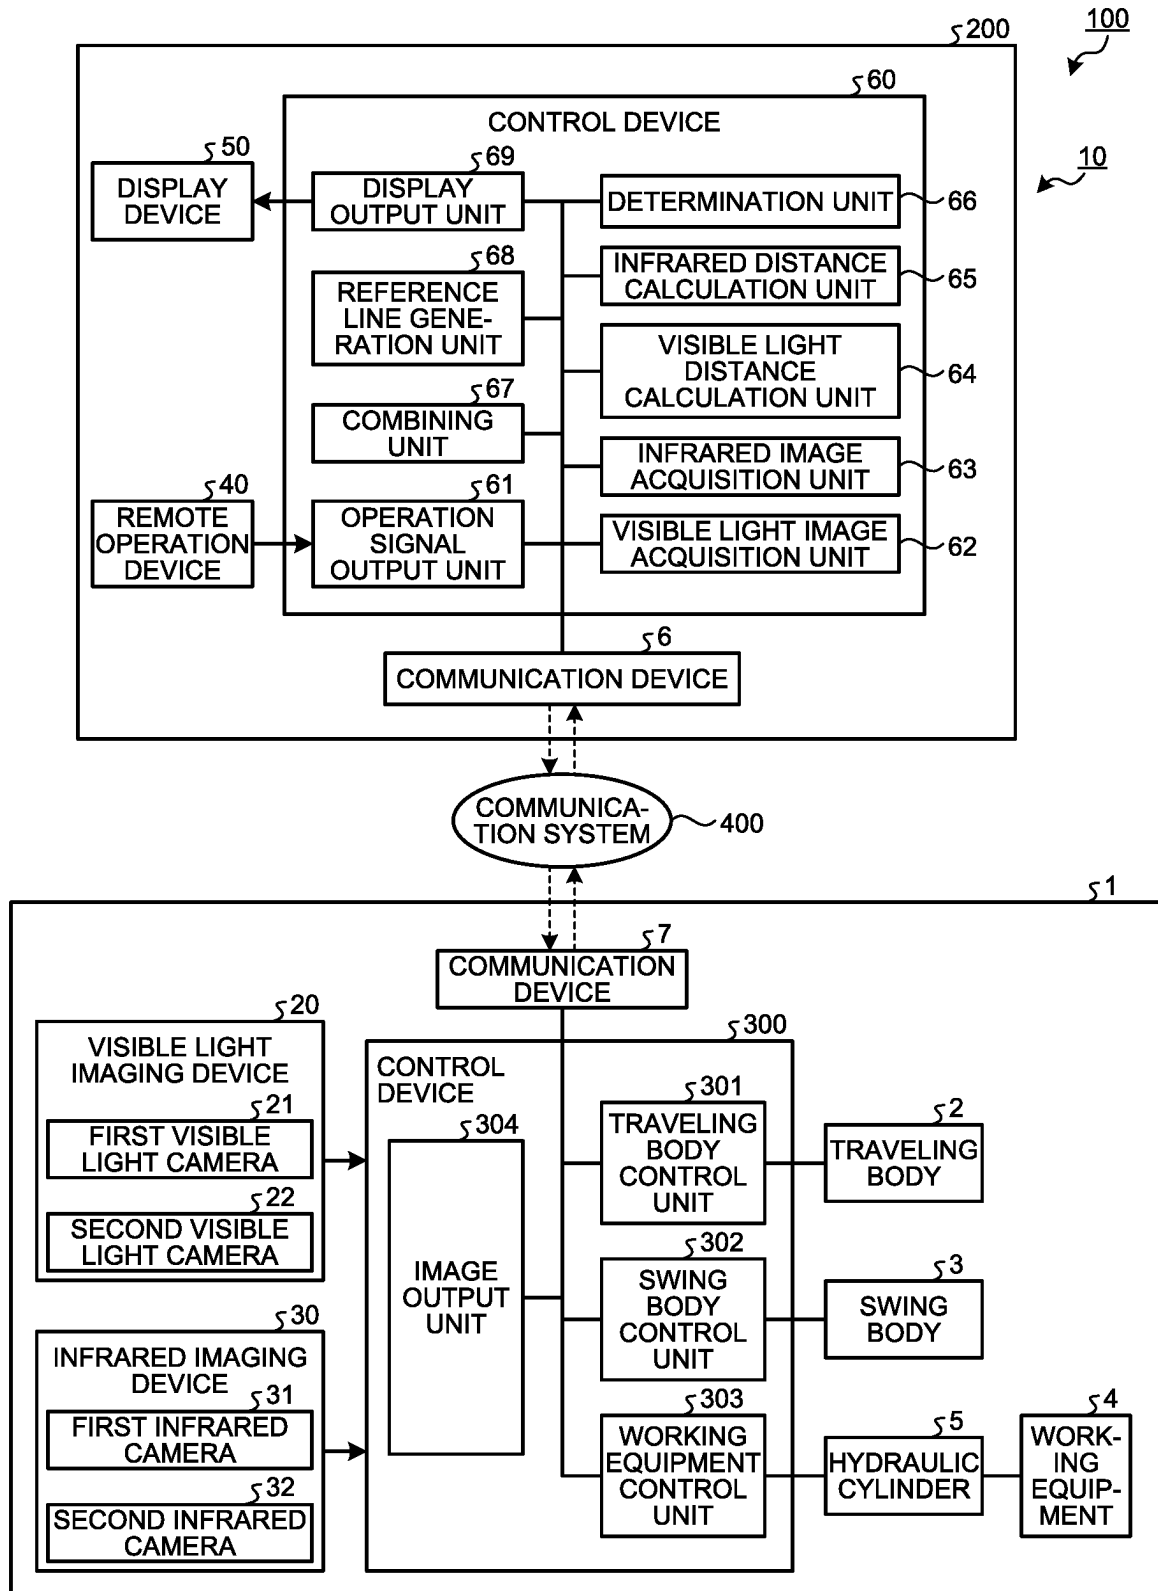 100
200
60
CONTROL DEVICE
10
50
DISPLAY
DEVICE
69
DISPLAY
OUTPUT UNIT
DETERMINATION UNIT
66
68
REFERENCE
LINE GENE-
RATION UNIT
INFRARED DISTANCE
CALCULATION UNIT
65
VISIBLE LIGHT
DISTANCE
CALCULATION UNIT
64
67
COMBINING
UNIT
INFRARED IMAGE
ACQUISITION UNIT
63
40
REMOTE
OPERATION
DEVICE
61
OPERATION
SIGNAL
OUTPUT UNIT
VISIBLE LIGHT IMAGE
ACQUISITION UNIT
62
6
COMMUNICATION DEVICE
COMMUNICA-
TION SYSTEM
400
1
7
COMMUNICATION
DEVICE
20
VISIBLE LIGHT
IMAGING DEVICE
21
FIRST VISIBLE
LIGHT CAMERA
22
SECOND VISIBLE
LIGHT CAMERA
30
INFRARED IMAGING
DEVICE
31
FIRST INFRARED
CAMERA
32
SECOND INFRARED
CAMERA
300
CONTROL
DEVICE
304
IMAGE
OUTPUT
UNIT
301
TRAVELING
BODY
CONTROL
UNIT
2
TRAVELING
BODY
302
SWING
BODY
CONTROL
UNIT
3
SWING
BODY
303
WORKING
EQUIPMENT
CONTROL
UNIT
5
HYDRAULIC
CYLINDER
4
WORK-
ING
EQUIP-
MENT